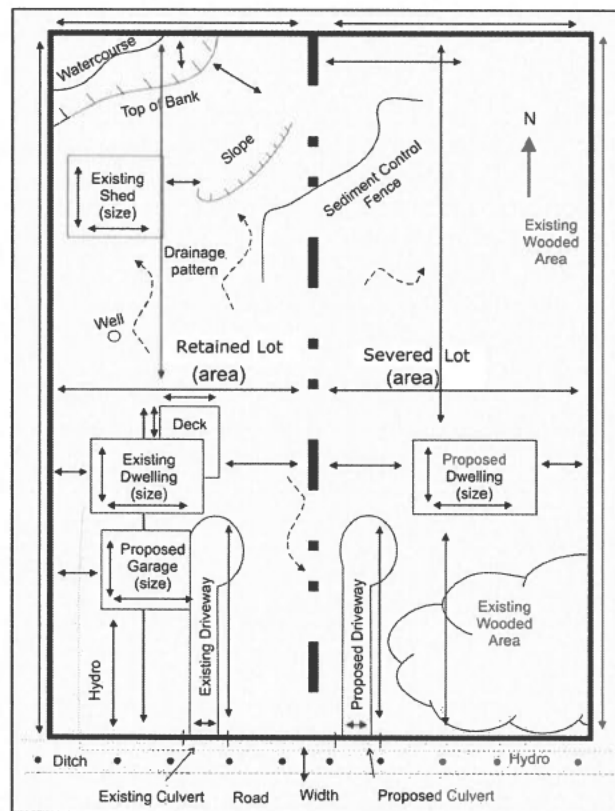 Watercourse
Top of Bank
Slope
Existing
Shed
(size)
Sediment Control
Fence
N
Existing
Wooded
Area
Drainage
pattern
Well
Retained Lot
(area)
Severed Lot
(area)
Deck
Existing
Dwelling
(size)
Proposed
Dwelling
(size)
Proposed
Garage
(size)
Existing Driveway
Proposed Driveway
Existing
Wooded
Area
Hydro
Ditch
Hydro
Existing Culvert
Road
Width
Proposed Culvert